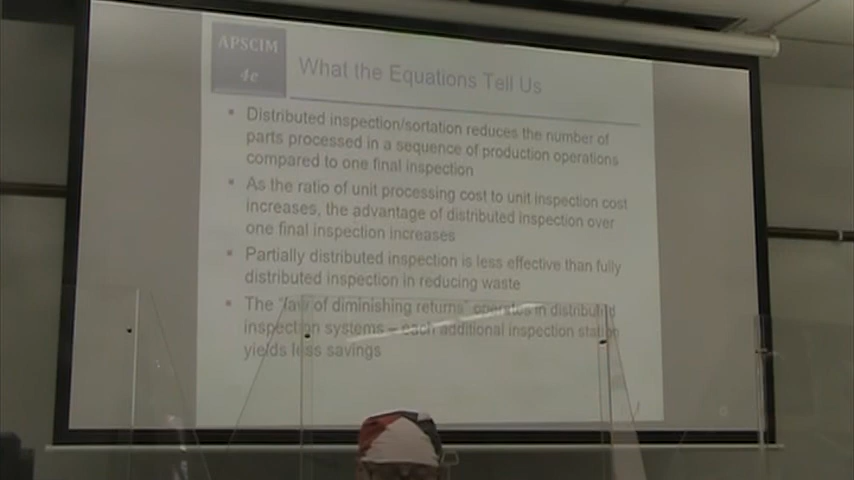 APSCIM
4e
What the Equations Tell Us
Distributed inspection/sortation reduces the number of
parts processed in a sequence of production operations
compared to one final inspection
As the ratio of unit processing cost to unit inspection cost
increases, the advantage of distributed inspection over
one final inspection increases
Partially distributed inspection is less effective than fully
distributed inspection in reducing waste
The "law of diminishing returns" operates in distributed
inspection systems – each additional inspection station
yields less savings